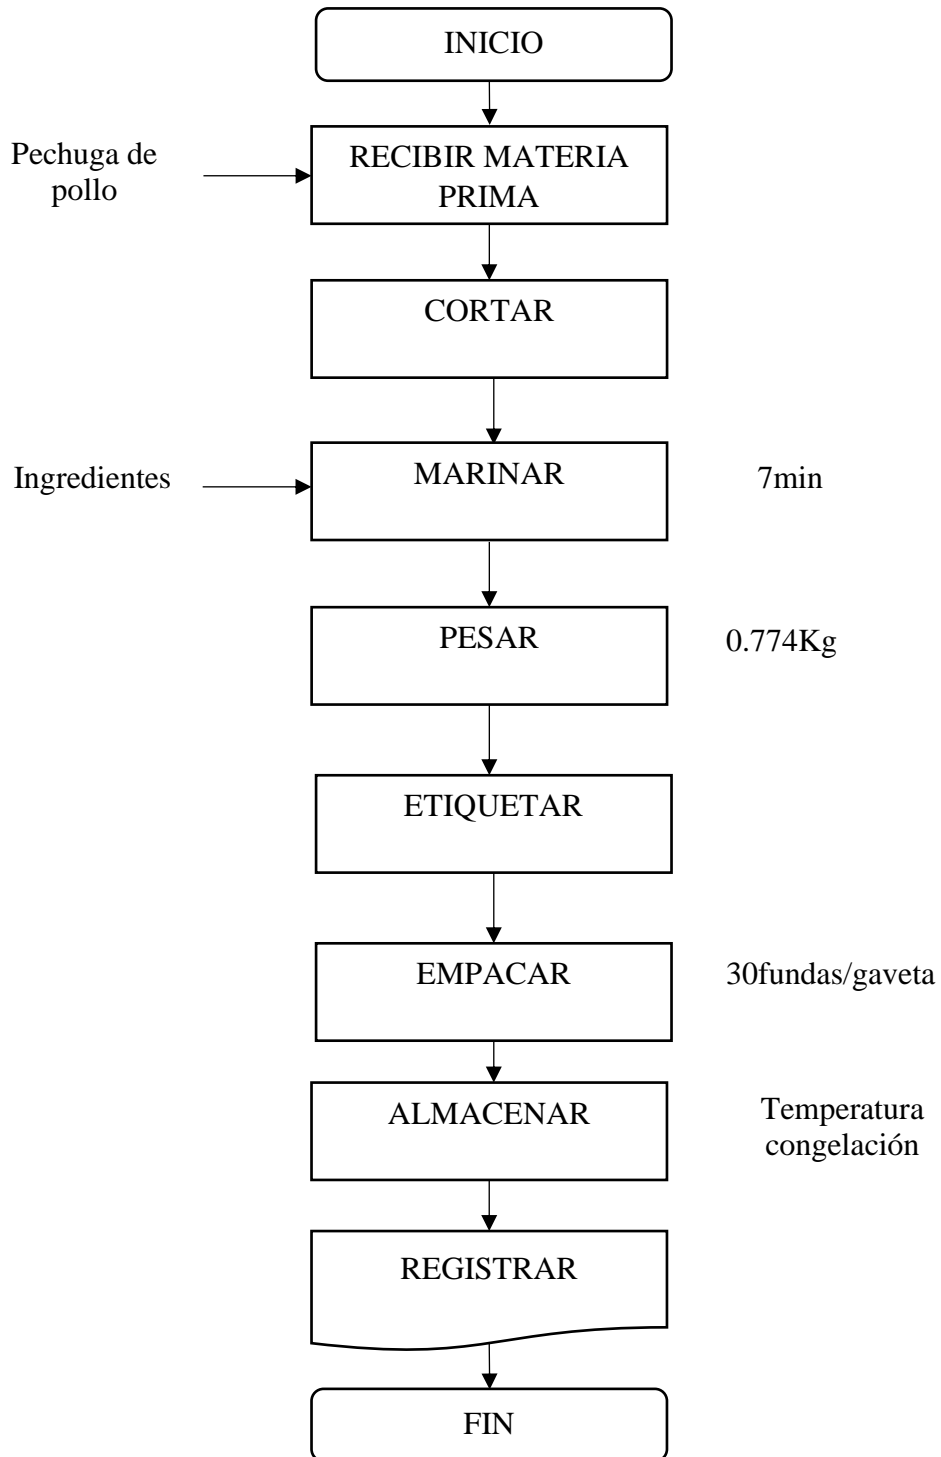 INICIO
Pechuga de
pollo
RECIBIR MATERIA
PRIMA
CORTAR
Ingredientes
MARINAR
7min
PESAR
0.774Kg
ETIQUETAR
EMPACAR
30fundas/gaveta
ALMACENAR
Temperatura
congelación
REGISTRAR
FIN